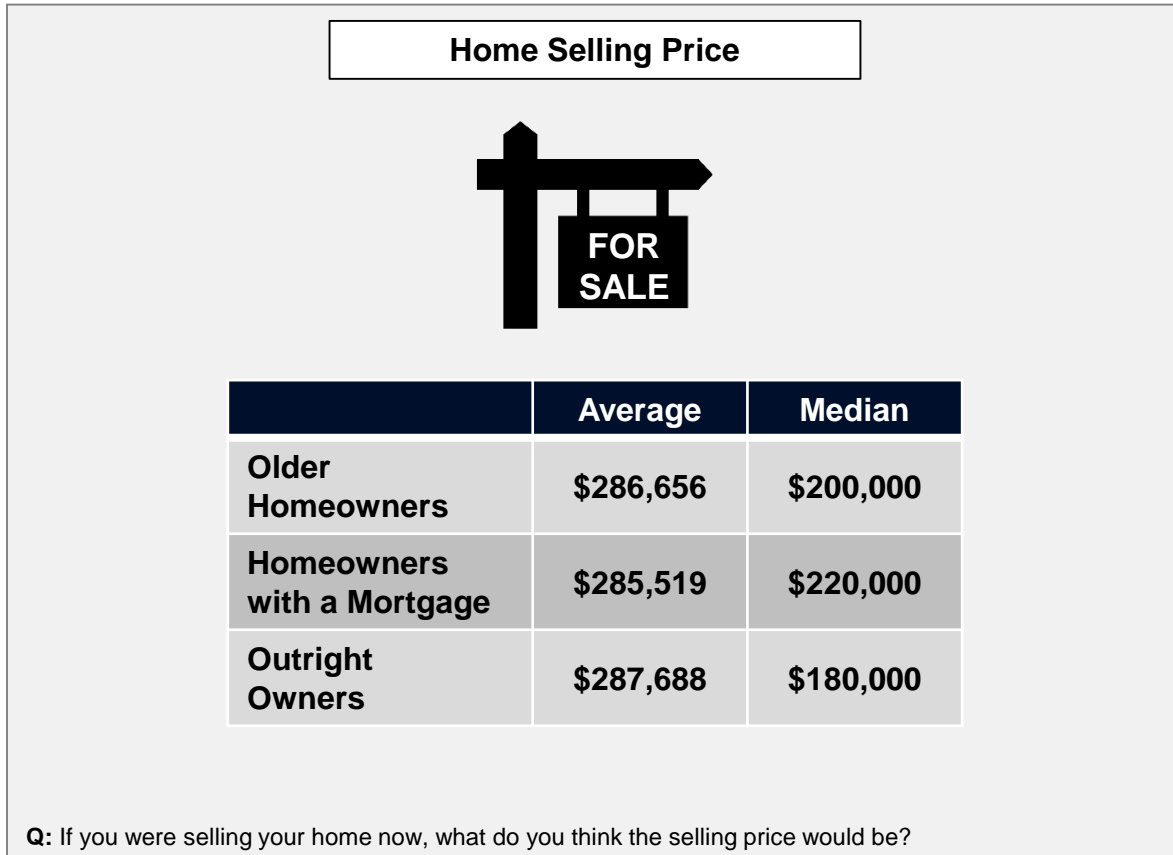 Home Selling Price
FOR
SALE
Average Median
Older
Homeowners
$286,656 $200,000
Homeowners
with a Mortgage
$285,519 $220,000
Outright
Owners
$287,688 $180,000
Q: If you were selling your home now, what do you think the selling price would be?